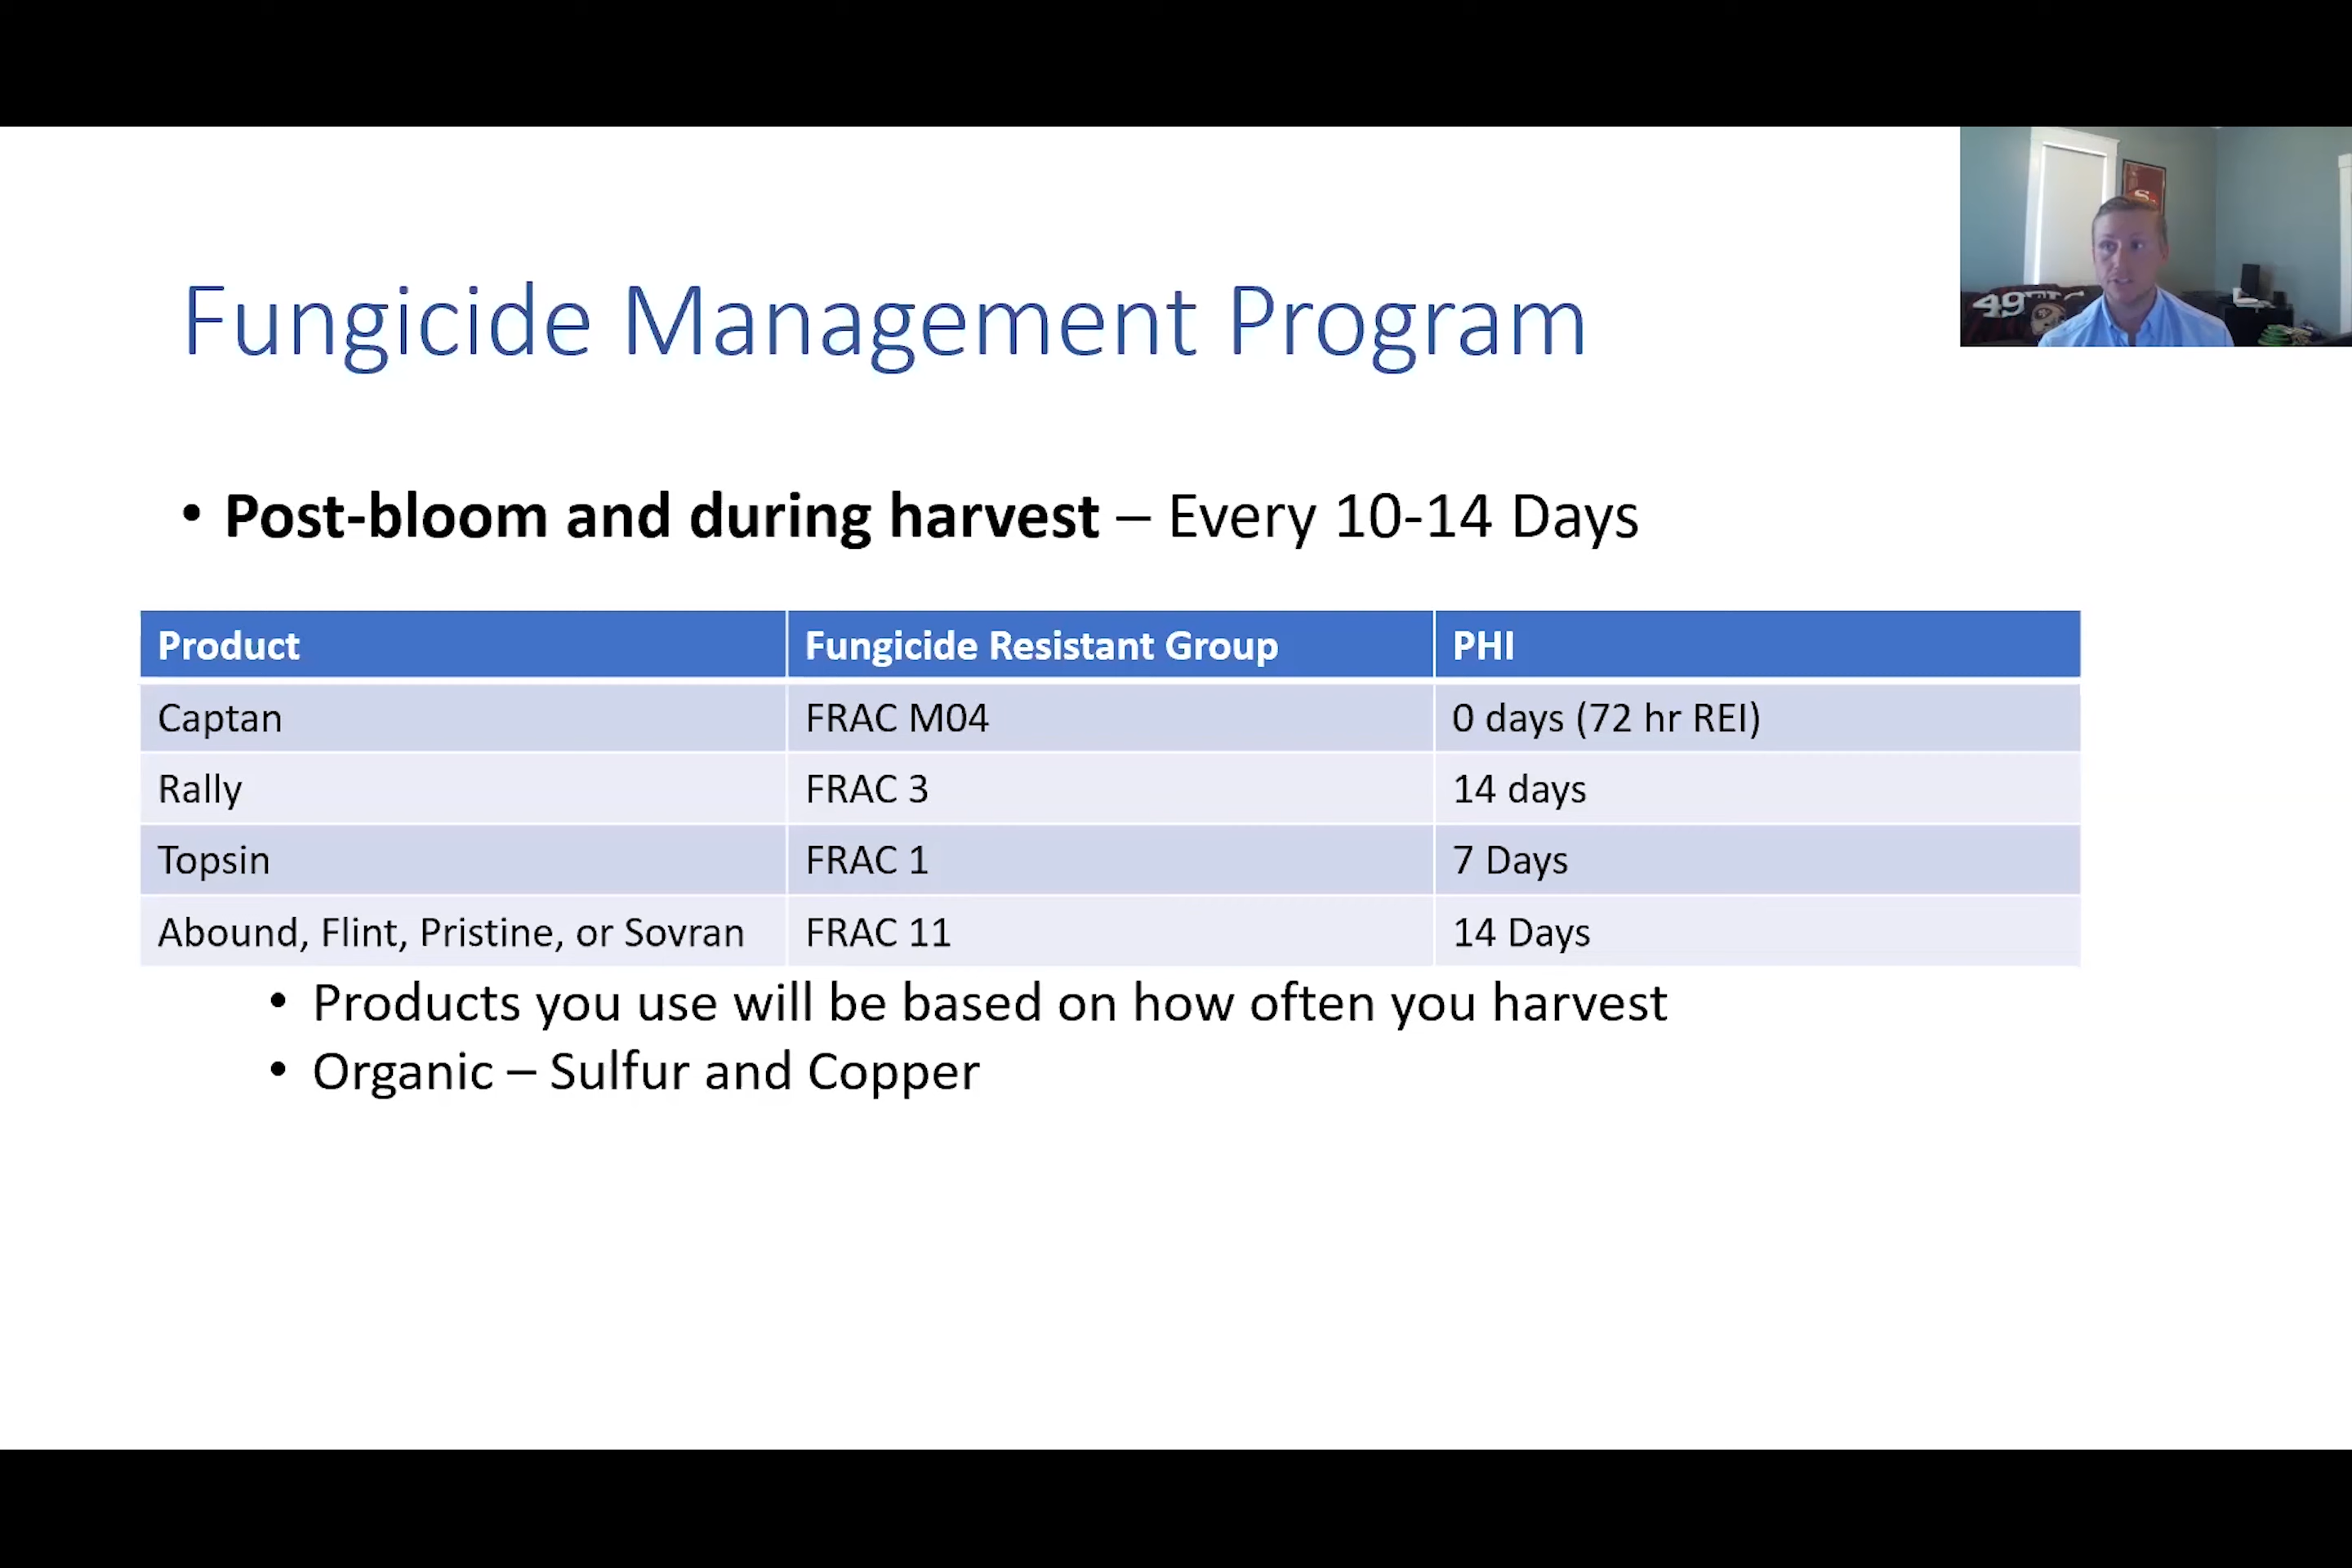 Fungicide Management Program
• Post-bloom and during harvest – Every 10-14 Days
Product Fungicide Resistant Group PHI
Captan FRAC M04 0 days (72 hr REI)
Rally FRAC 3 14 days
Topsin FRAC 1 7 Days
Abound, Flint, Pristine, or Sovran FRAC 11 14 Days
• Products you use will be based on how often you harvest
• Organic – Sulfur and Copper